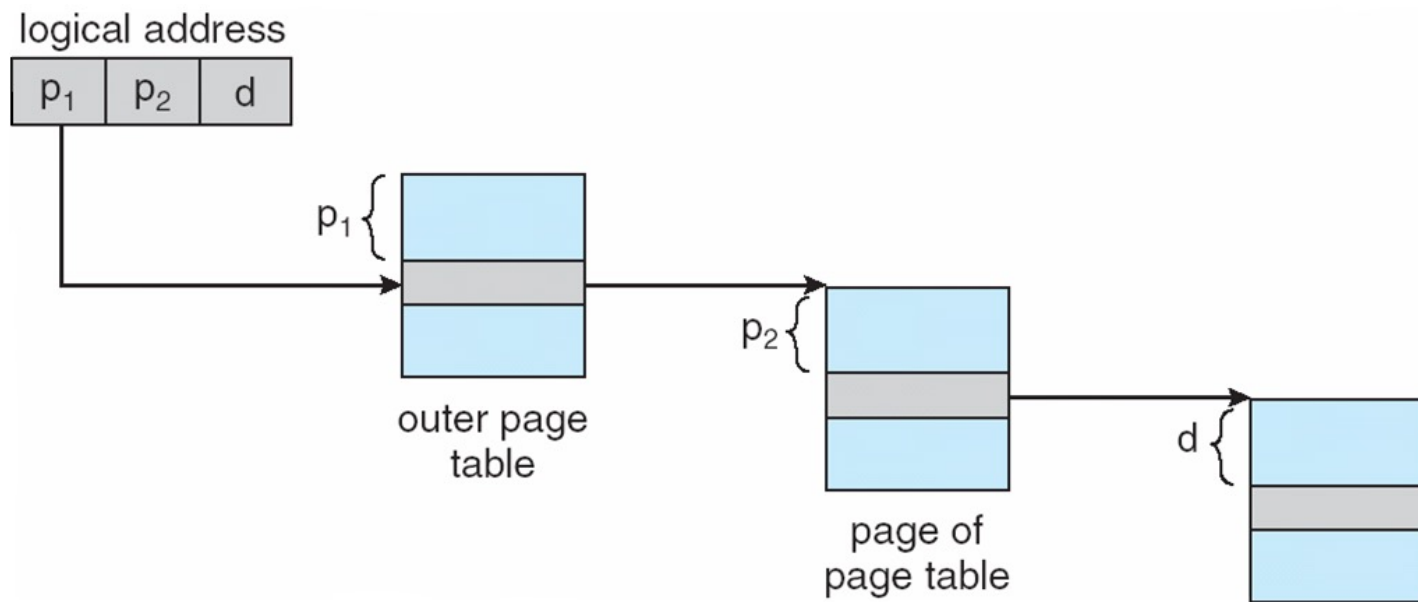 logical address
p₁ p₂ d
p₁
p₂
d
outer page
table
page of
page table